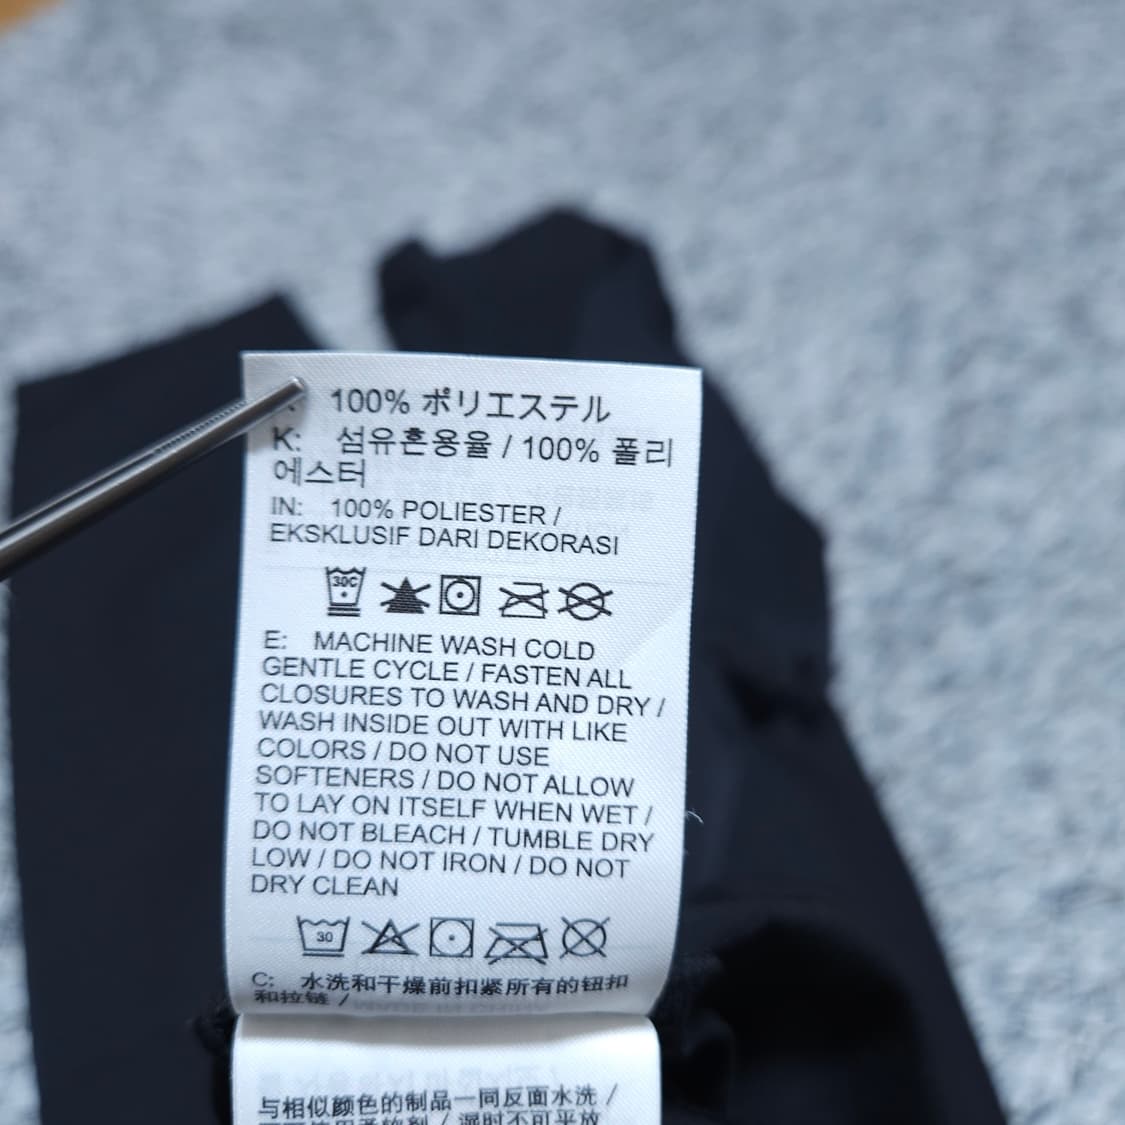 100% ポリエステル
K: 섬유혼용율 / 100% 폴리
에스터
IN: 100% POLIESTER /
EKSKLUSIF DARI DEKORASI
30C
E: MACHINE WASH COLD
GENTLE CYCLE / FASTEN ALL
CLOSURES TO WASH AND DRY /
WASH INSIDE OUT WITH LIKE
COLORS / DO NOT USE
SOFTENERS / DO NOT ALLOW
TO LAY ON ITSELF WHEN WET /
DO NOT BLEACH / TUMBLE DRY
LOW / DO NOT IRON / DO NOT
DRY CLEAN
30
C: 水洗和干燥前扣紧所有的钮扣
和拉链 /
与相似颜色的制品一同反面水洗 /